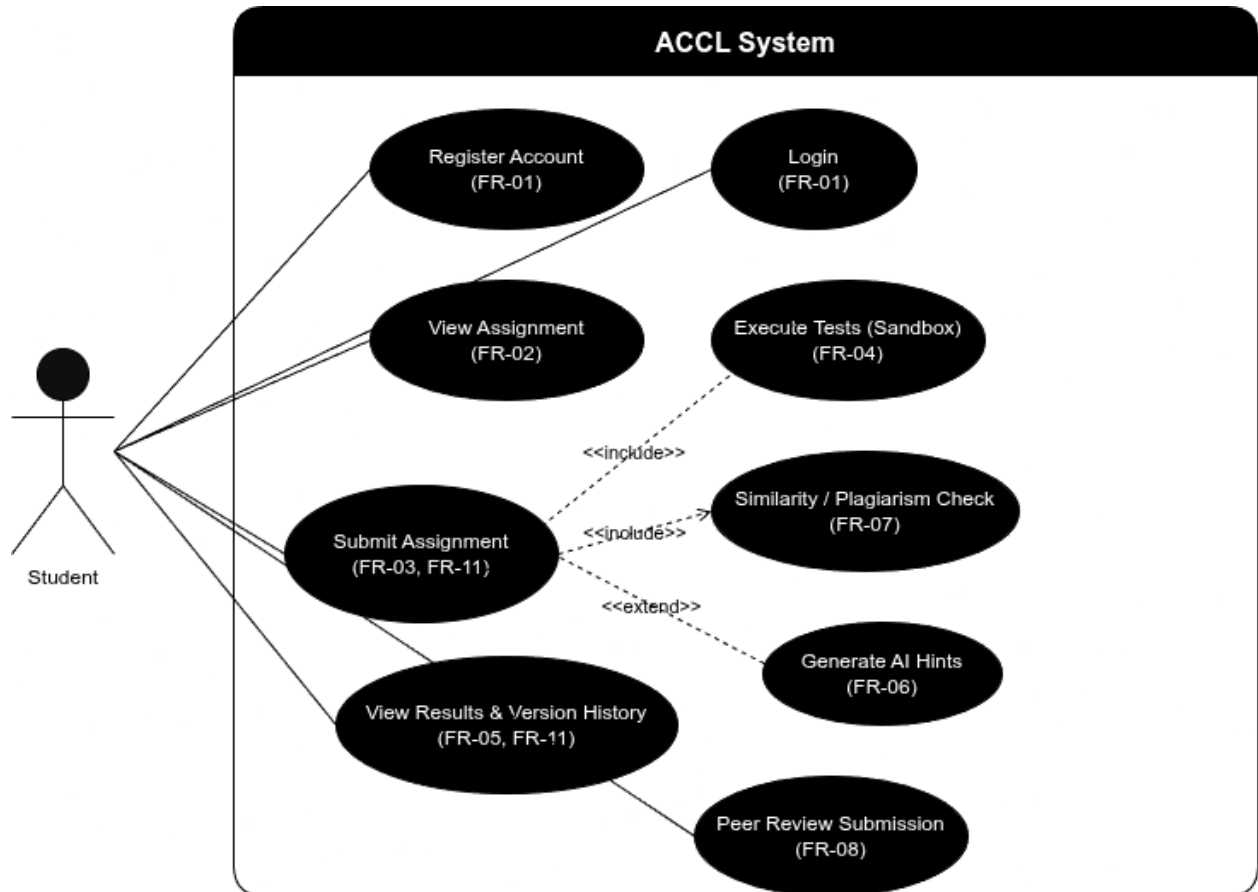 ACCL System
Register Account
(FR-01)
Login
(FR-01)
View Assignment
(FR-02)
Execute Tests (Sandbox)
(FR-04)
<<include>>
Similarity / Plagiarism Check
(FR-07)
<<include>>
Submit Assignment
(FR-03, FR-11)
Student
<<extend>>
Generate AI Hints
(FR-06)
View Results & Version History
(FR-05, FR-11)
Peer Review Submission
(FR-08)